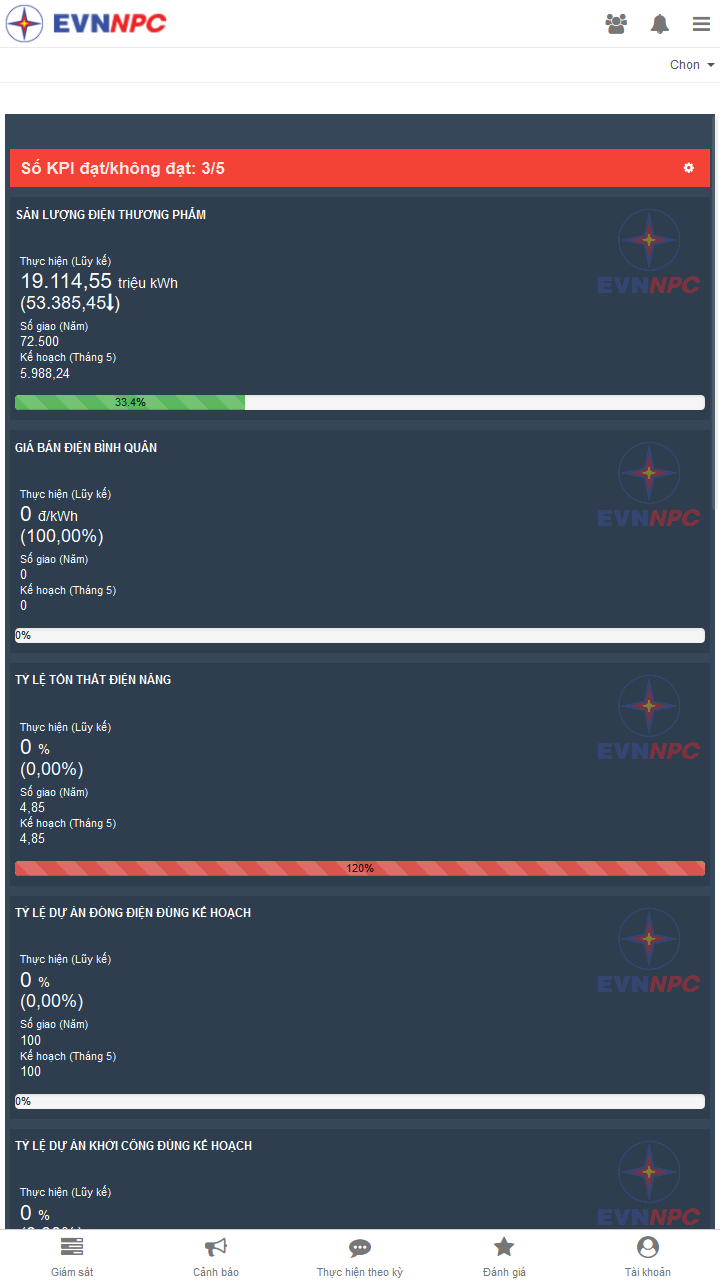 EVNNPC
Chọn
Số KPI đạt/không đạt: 3/5
SẢN LƯỢNG ĐIỆN THƯƠNG PHẨM
EVNNPC
Thực hiện (Lũy kế)
19.114,55 triệu kWh
(53.385,45↓)
Số giao (Năm)
72.500
Kế hoạch (Tháng 5)
5.988,24
33.4%
GIÁ BÁN ĐIỆN BÌNH QUÂN
EVNNPC
Thực hiện (Lũy kế)
0 đ/kWh
(100,00%)
Số giao (Năm)
0
Kế hoạch (Tháng 5)
0
0%
TỶ LỆ TỔN THẤT ĐIỆN NĂNG
EVNNPC
Thực hiện (Lũy kế)
0 %
(0,00%)
Số giao (Năm)
4,85
Kế hoạch (Tháng 5)
4,85
120%
TỶ LỆ DỰ ÁN ĐÓNG ĐIỆN ĐÚNG KẾ HOẠCH
EVNNPC
Thực hiện (Lũy kế)
0 %
(0,00%)
Số giao (Năm)
100
Kế hoạch (Tháng 5)
100
0%
TỶ LỆ DỰ ÁN KHỞI CÔNG ĐÚNG KẾ HOẠCH
EVNNPC
Thực hiện (Lũy kế)
0 %
Giám sát
Cảnh báo
Thực hiện theo kỳ
Đánh giá
Tài khoản